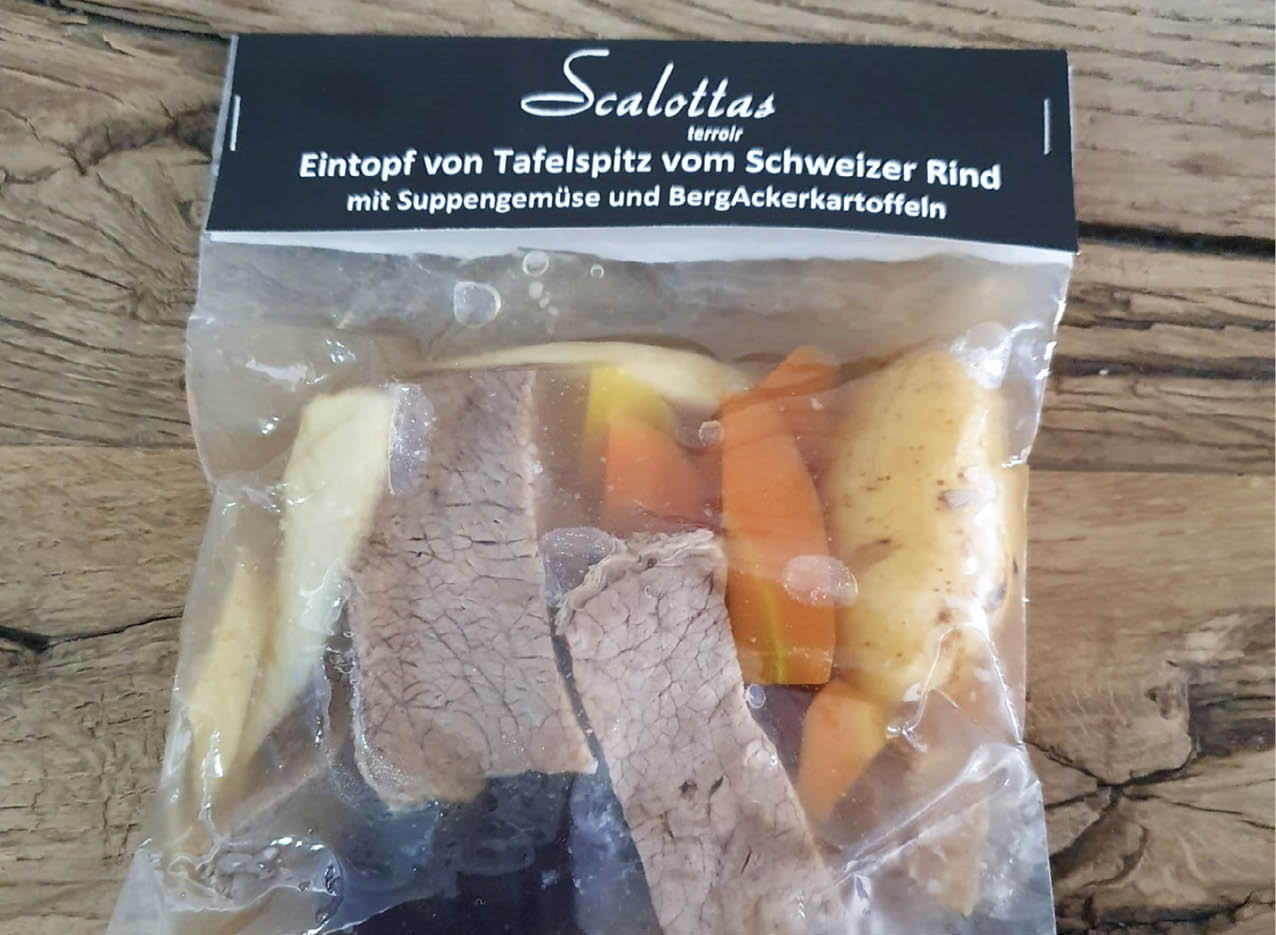 Scalottas
terroir
Eintopf von Tafelspitz vom Schweizer Rind
mit Suppengemüse und BergAckerkartoffeln